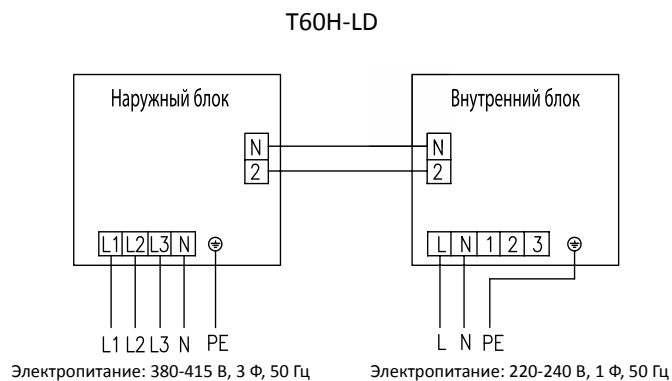 T60H-LD
Наружный блок
Внутренний блок
N
2
N
2
L1 L2 L3 N
L N 1 2 3
L1 L2 L3 N PE
L N PE
Электропитание: 380-415 В, 3 Ф, 50 Гц
Электропитание: 220-240 В, 1 Ф, 50 Гц